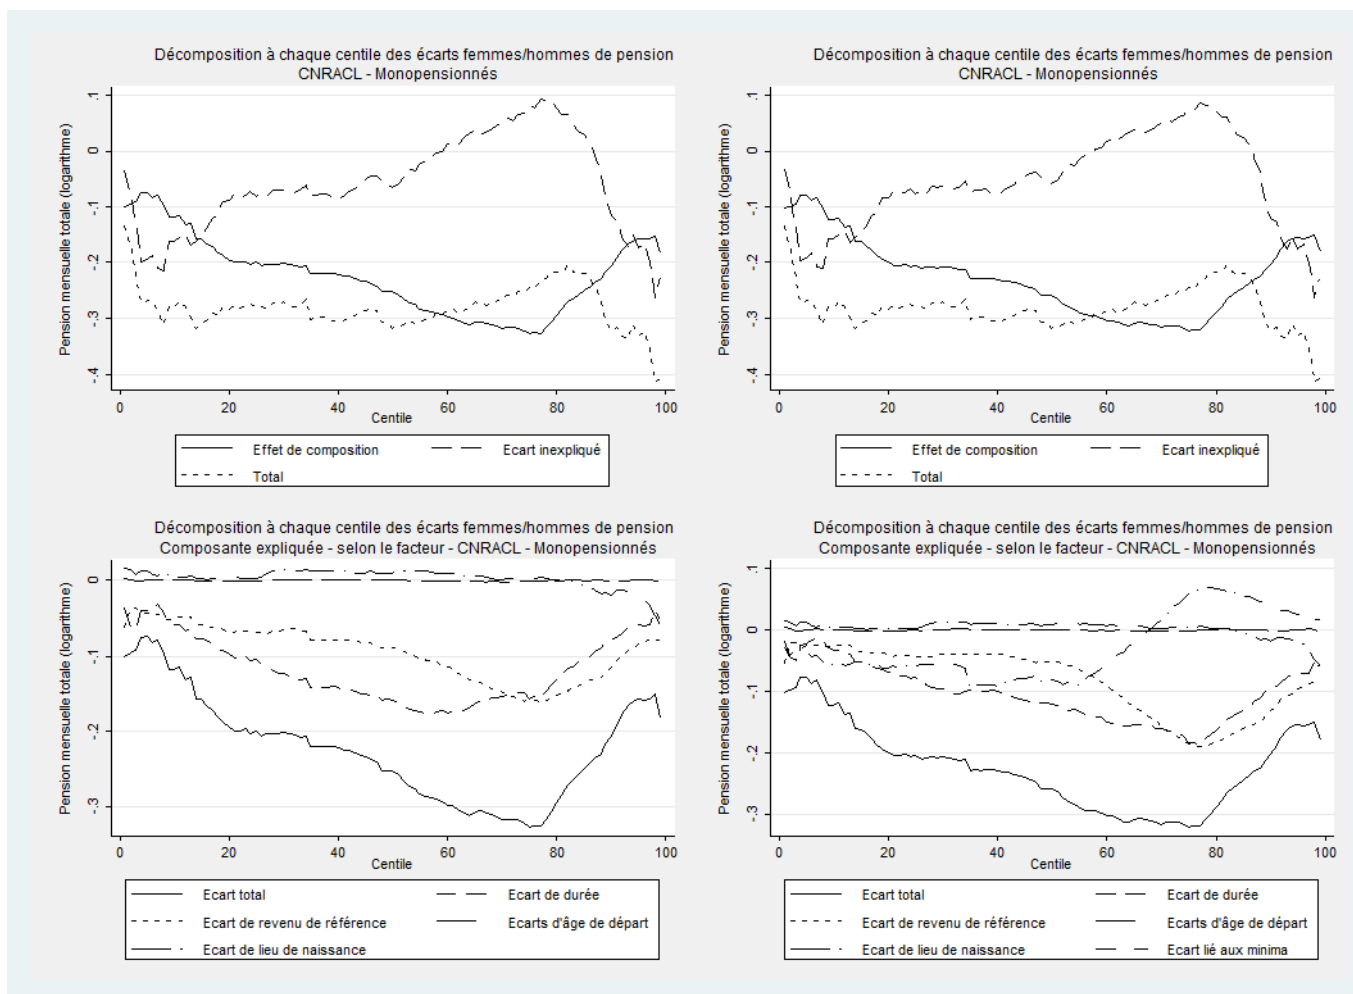 Décomposition à chaque centile des écarts femmes/hommes de pension
CNRACL - Monopensionnés
Pension mensuelle totale (logarithme)
.1
0
-.1
-.2
-.3
-.4
0 20 40 60 80 100
Centile
Effet de composition Ecart inexpliqué
Total
Décomposition à chaque centile des écarts femmes/hommes de pension
CNRACL - Monopensionnés
Pension mensuelle totale (logarithme)
.1
0
-.1
-.2
-.3
-.4
0 20 40 60 80 100
Centile
Effet de composition Ecart inexpliqué
Total
Décomposition à chaque centile des écarts femmes/hommes de pension
Composante expliquée - selon le facteur - CNRACL - Monopensionnés
Pension mensuelle totale (logarithme)
0
-.1
-.2
-.3
0 20 40 60 80 100
Centile
Ecart total Ecart de durée
Ecart de revenu de référence Ecarts d'âge de départ
Ecart de lieu de naissance
Décomposition à chaque centile des écarts femmes/hommes de pension
Composante expliquée - selon le facteur - CNRACL - Monopensionnés
Pension mensuelle totale (logarithme)
.1
0
-.1
-.2
-.3
0 20 40 60 80 100
Centile
Ecart total Ecart de durée
Ecart de revenu de référence Ecarts d'âge de départ
Ecart de lieu de naissance Ecart lié aux minima